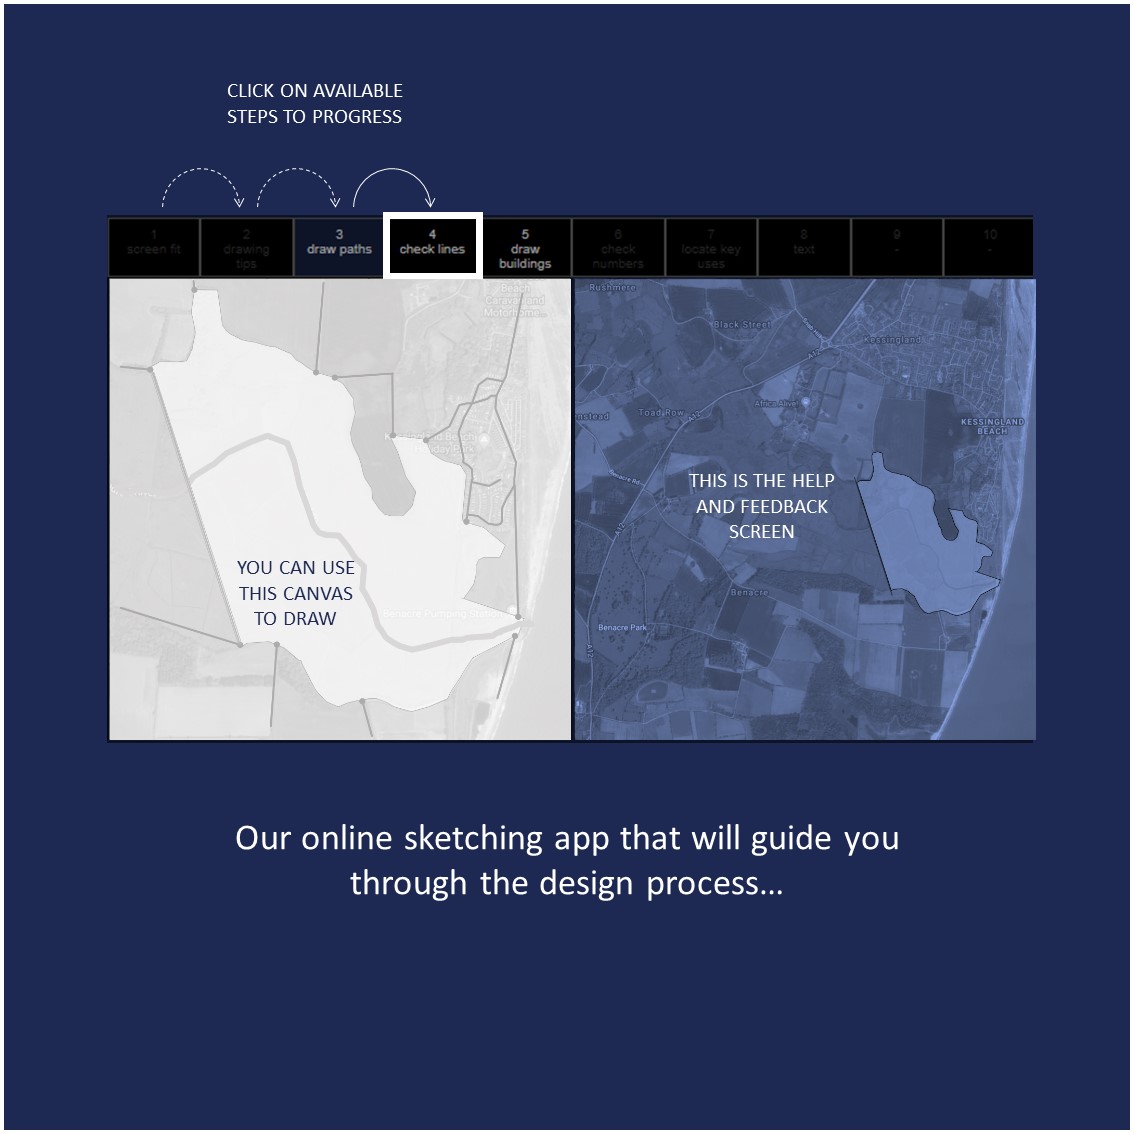 CLICK ON AVAILABLE
STEPS TO PROGRESS
1
screen fit
2
drawing
tips
3
draw paths
4
check lines
5
draw
buildings
6
check
numbers
7
locate key
uses
8
text
9
-
10
-
Beach
Caravan and
Motorhome...
Benacre Pumping Station
YOU CAN USE
THIS CANVAS
TO DRAW
Rushmere
Black Street
Kessingland
A12
Africa Alive!
Toad Row
A12
KESSINGLAND
BEACH
Benacre Rd
THIS IS THE HELP
AND FEEDBACK
SCREEN
A12
Benacre
Benacre Park
A12
Our online sketching app that will guide you
through the design process...